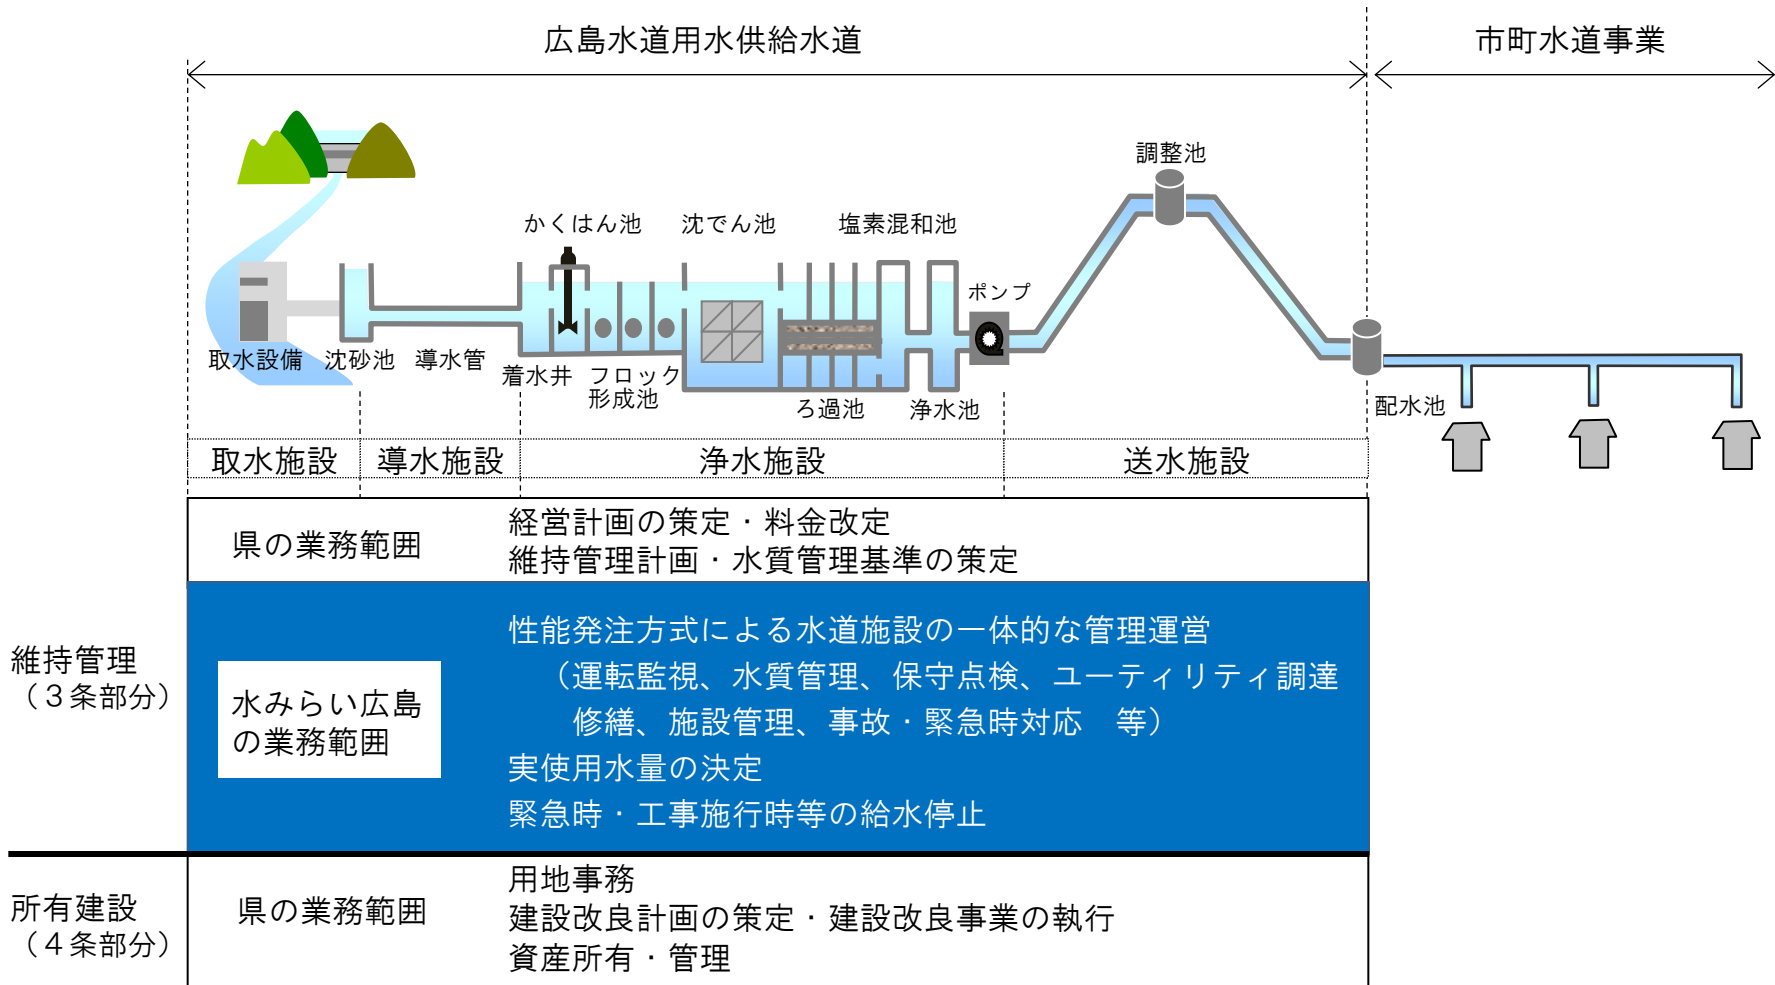 広島水道用水供給水道
市町水道事業
調整池
かくはん池
沈でん池
塩素混和池
ポンプ
取水設備
沈砂池
導水管
着水井
フロック
形成池
ろ過池
浄水池
配水池
取水施設
導水施設
浄水施設
送水施設
県の業務範囲
経営計画の策定・料金改定
維持管理計画・水質管理基準の策定
維持管理
（３条部分）
水みらい広島
の業務範囲
性能発注方式による水道施設の一体的な管理運営
（運転監視、水質管理、保守点検、ユーティリティ調達
修繕、施設管理、事故・緊急時対応　等）
実使用水量の決定
緊急時・工事施行時等の給水停止
所有建設
（４条部分）
県の業務範囲
用地事務
建設改良計画の策定・建設改良事業の執行
資産所有・管理